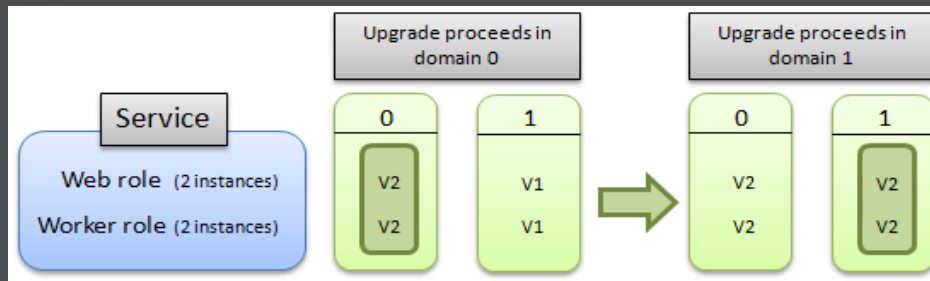 Upgrade proceeds in
domain 0
Upgrade proceeds in
domain 1
Service
Web role (2 instances)
Worker role (2 instances)
0
V2
V2
1
V1
V1
0
V2
V2
1
V2
V2